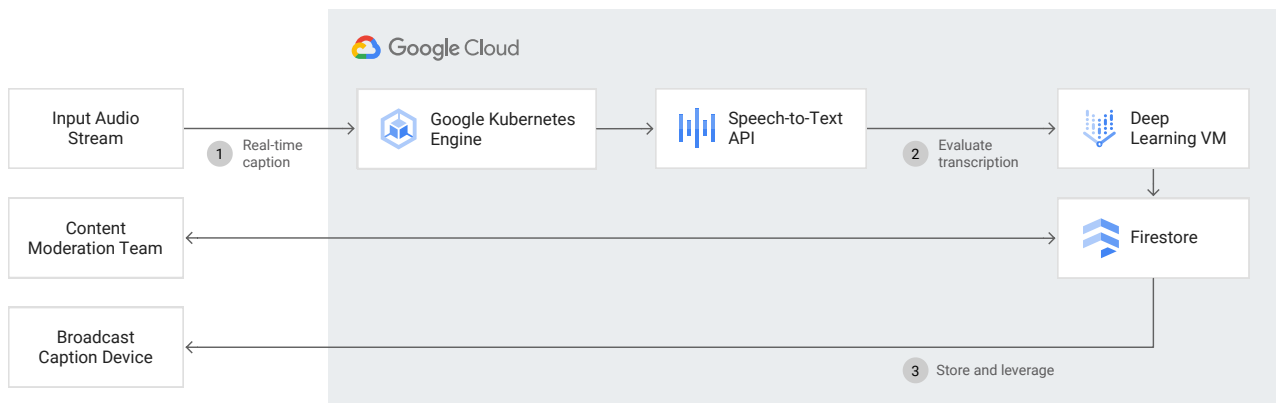 Google Cloud
Input Audio
Stream
1
Real-time
caption
Google Kubernetes
Engine
Speech-to-Text
API
2
Evaluate
transcription
Deep
Learning VM
Content
Moderation Team
Firestore
Broadcast
Caption Device
3
Store and leverage